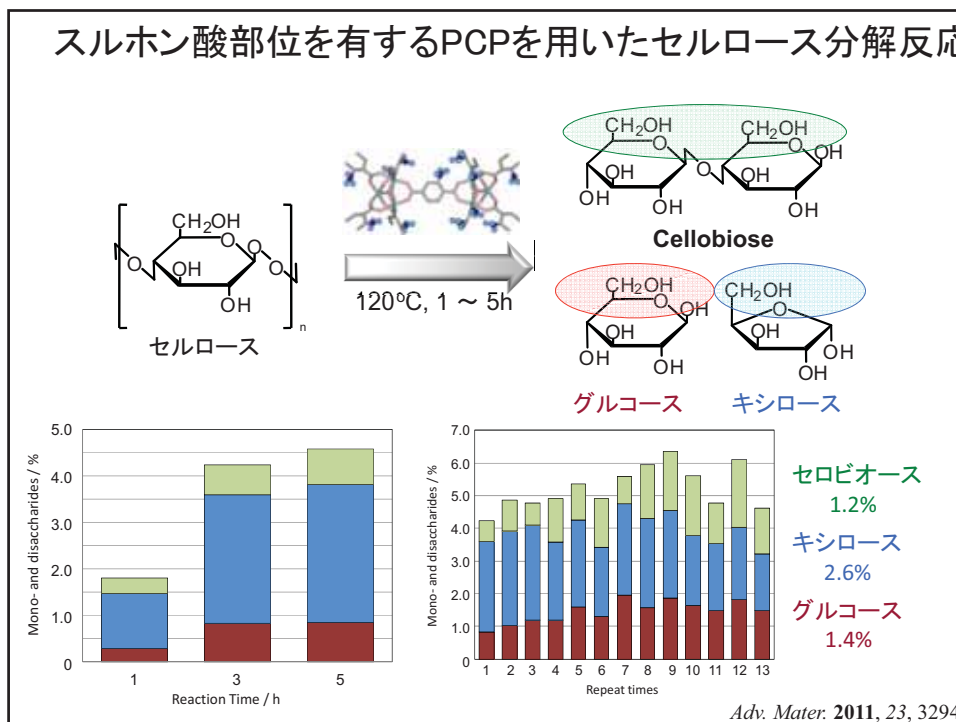 スルホン酸部位を有するPCPを用いたセルロース分解反応
CH₂OH
O
O
O
OH
OH
n
セルロース
120ºC, 1 ～ 5h
CH₂OH
CH₂OH
O
O
OH
OH
O
OH
OH
OH
OH
OH
Cellobiose
CH₂OH
O
OH
OH
OH
OH
グルコース
CH₂OH
O
OH
OH
OH
OH
キシロース
Mono- and disaccharides / %
5.0
4.0
3.0
2.0
1.0
0
1 3 5
Reaction Time / h
Mono- and disaccharides / %
7.0
6.0
5.0
4.0
3.0
2.0
1.0
0
1 2 3 4 5 6 7 8 9 10 11 12 13
Repeat times
セロビオース
1.2%
キシロース
2.6%
グルコース
1.4%
Adv. Mater. 2011, 23, 3294